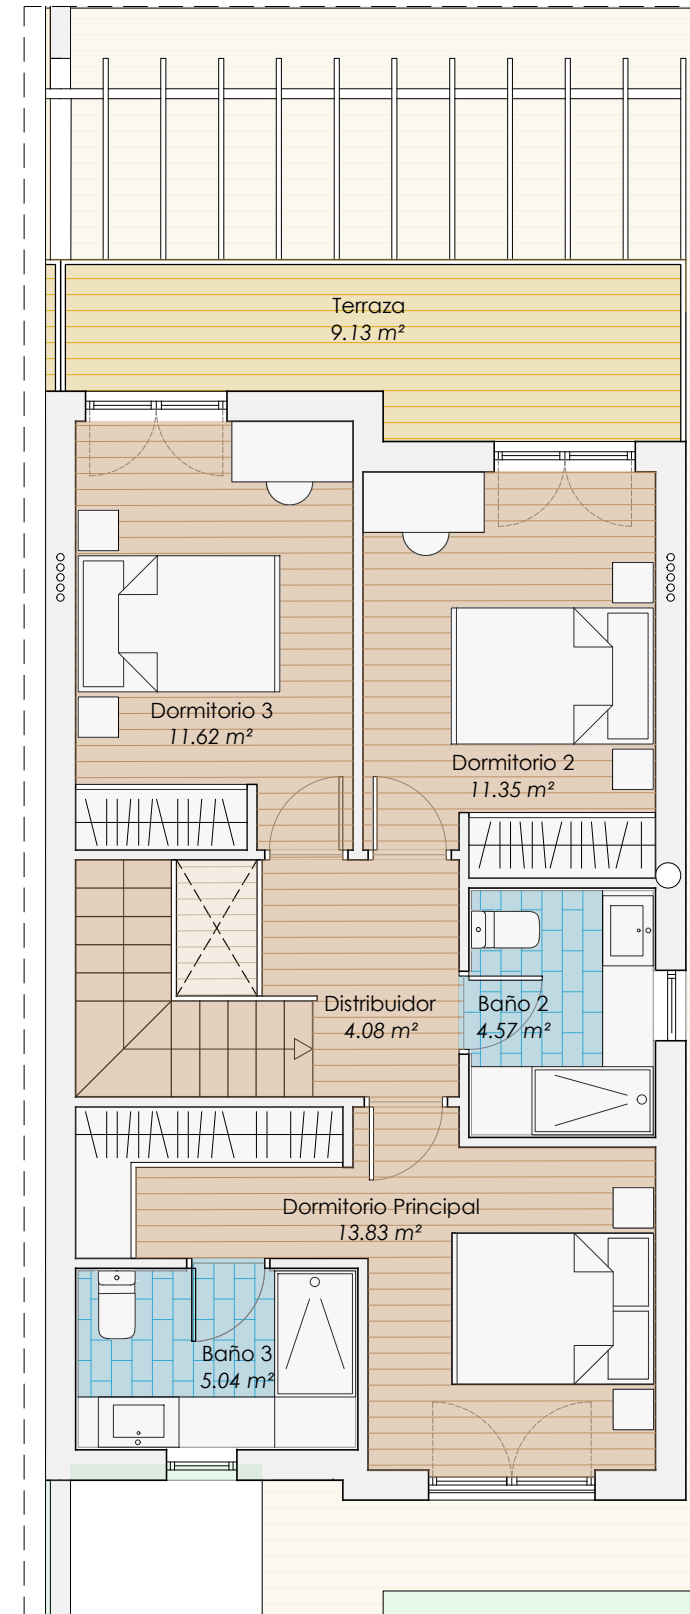 Terraza
9.13 m²
Dormitorio 3
11.62 m²
Dormitorio 2
11.35 m²
Distribuidor
4.08 m²
Baño 2
4.57 m²
Dormitorio Principal
13.83 m²
Baño 3
5.04 m²